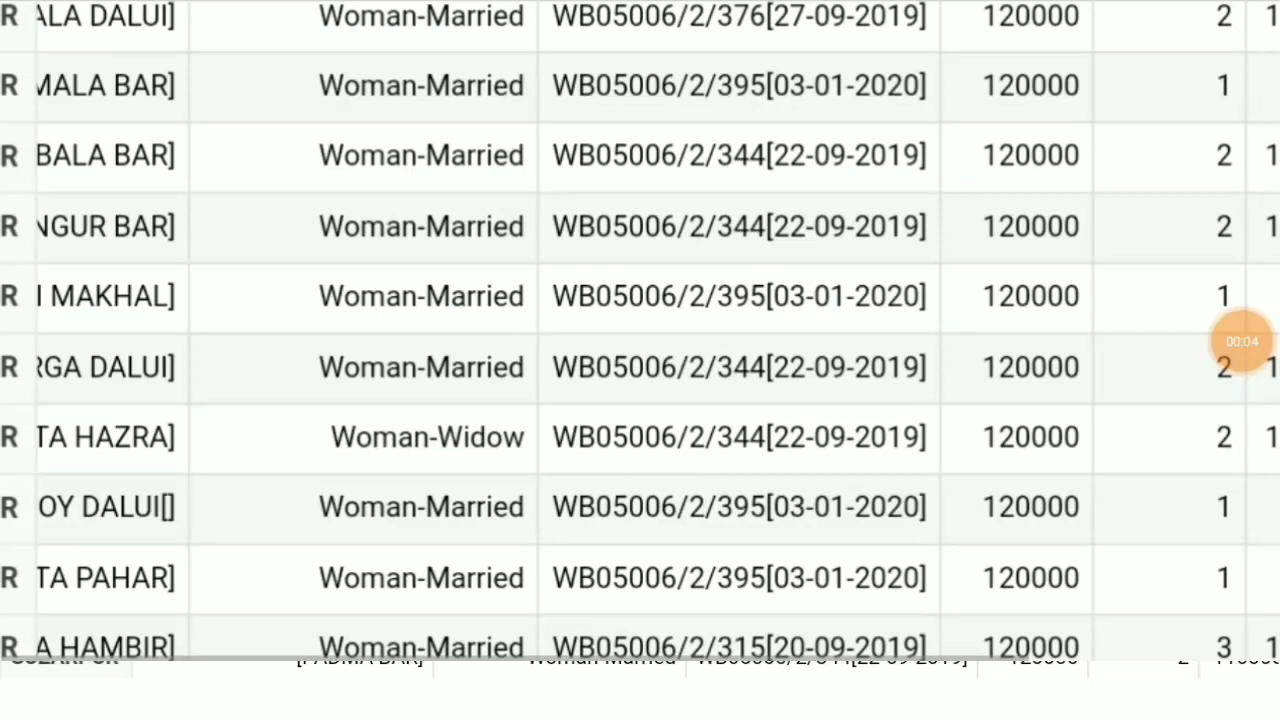 R ALA DALUI] Woman-Married WB05006/2/376[27-09-2019] 120000 2 1
R MALA BAR] Woman-Married WB05006/2/395[03-01-2020] 120000 1
R BALA BAR] Woman-Married WB05006/2/344[22-09-2019] 120000 2 1
R NGUR BAR] Woman-Married WB05006/2/344[22-09-2019] 120000 2 1
R I MAKHAL] Woman-Married WB05006/2/395[03-01-2020] 120000 1
00:04
R RGA DALUI] Woman-Married WB05006/2/344[22-09-2019] 120000 2 1
R TA HAZRA] Woman-Widow WB05006/2/344[22-09-2019] 120000 2 1
R OY DALUI[] Woman-Married WB05006/2/395[03-01-2020] 120000 1
R TA PAHAR] Woman-Married WB05006/2/395[03-01-2020] 120000 1
R A HAMBIR] Woman-Married WB05006/2/315[20-09-2019] 120000 3 1
[PADMA BAR] Woman-Married 120000 2